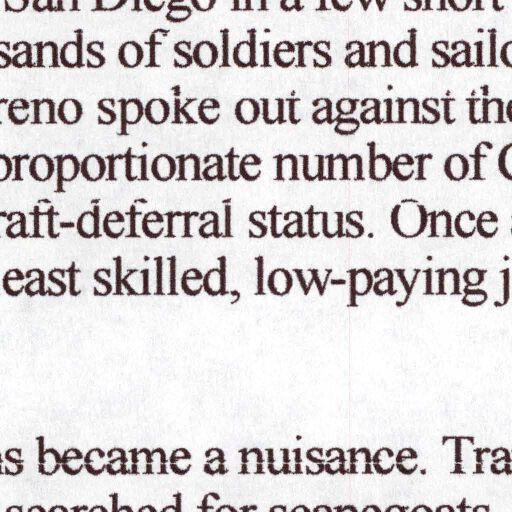 San Diego in a few short
sands of soldiers and sailo
reno spoke out against the
proportionate number of C
raft-deferral status. Once
east skilled, low-paying j
ns became a nuisance. Tra
searched for scapegoats